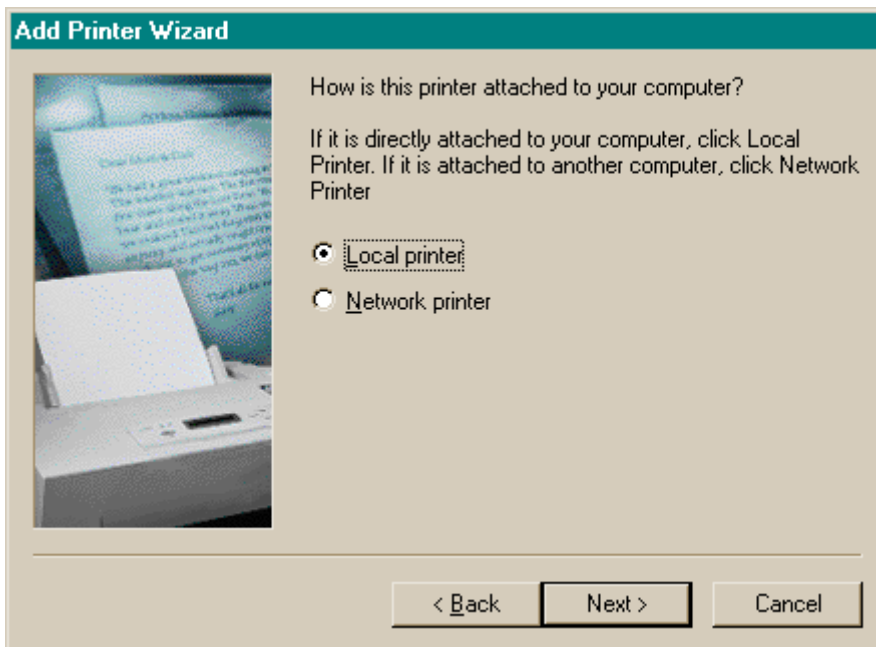 Add Printer Wizard
How is this printer attached to your computer?
If it is directly attached to your computer, click Local
Printer. If it is attached to another computer, click Network
Printer
Local printer
Network printer
< Back
Next >
Cancel